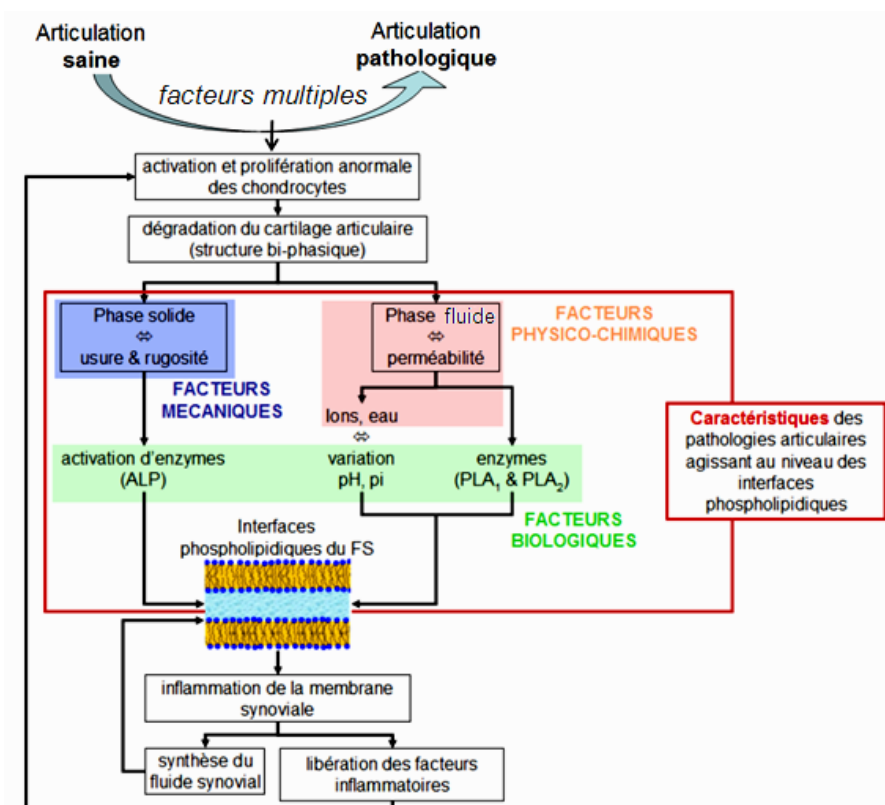 Articulation
saine
Articulation
pathologique
facteurs multiples
activation et prolifération anormale
des chondrocytes
dégradation du cartilage articulaire
(structure bi-phasique)
Phase solide
⇔
usure & rugosité
Phase fluide
⇔
perméabilité
FACTEURS
PHYSICO-CHIMIQUES
FACTEURS
MECANIQUES
Ions, eau
⇔
variation
pH, pi
activation d'enzymes
(ALP)
enzymes
(PLA₁ & PLA₂)
FACTEURS
BIOLOGIQUES
Caractéristiques des
pathologies articulaires
agissant au niveau des
interfaces
phospholipidiques
Interfaces
phospholipidiques du FS
inflammation de la membrane
synoviale
synthèse du
fluide synovial
libération des facteurs
inflammatoires